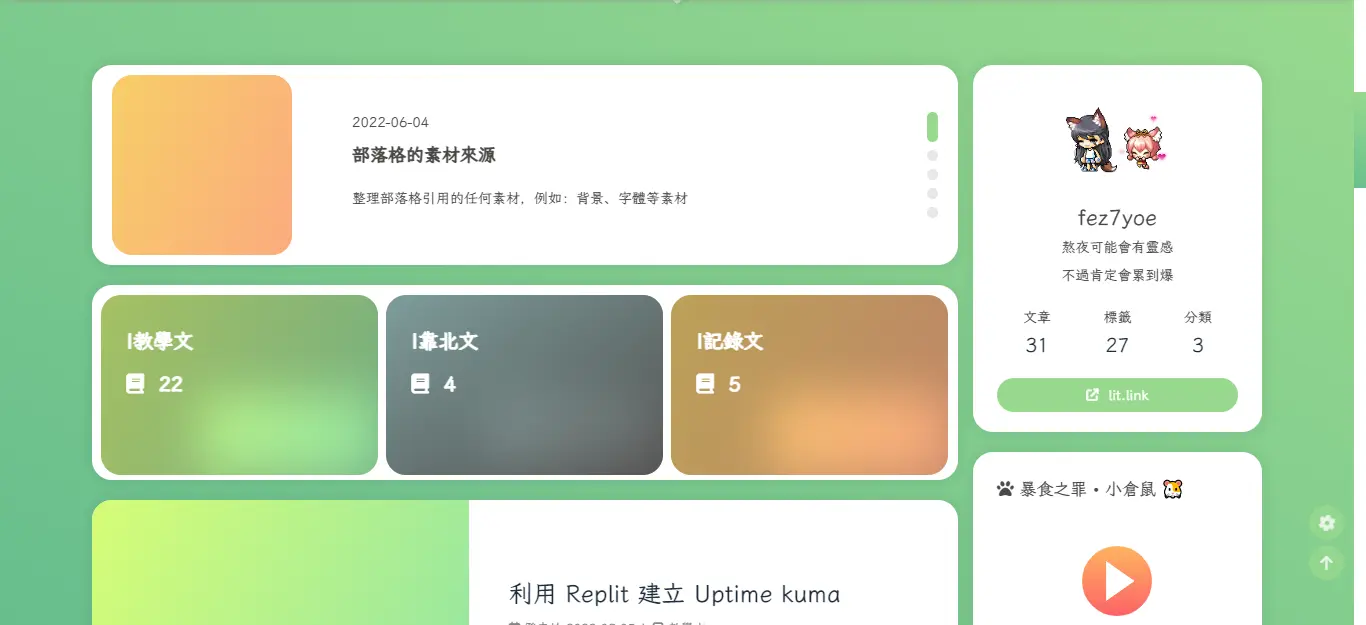 2022-06-04
部落格的素材來源
整理部落格引用的任何素材，例如：背景、字體等素材
|教學文
22
|靠北文
4
|記錄文
5
利用 Replit 建立 Uptime kuma
fez7yoe
熬夜可能會有靈感
不過肯定會累到爆
文章 標籤 分類
31 27 3
lit.link
暴食之罪・小倉鼠